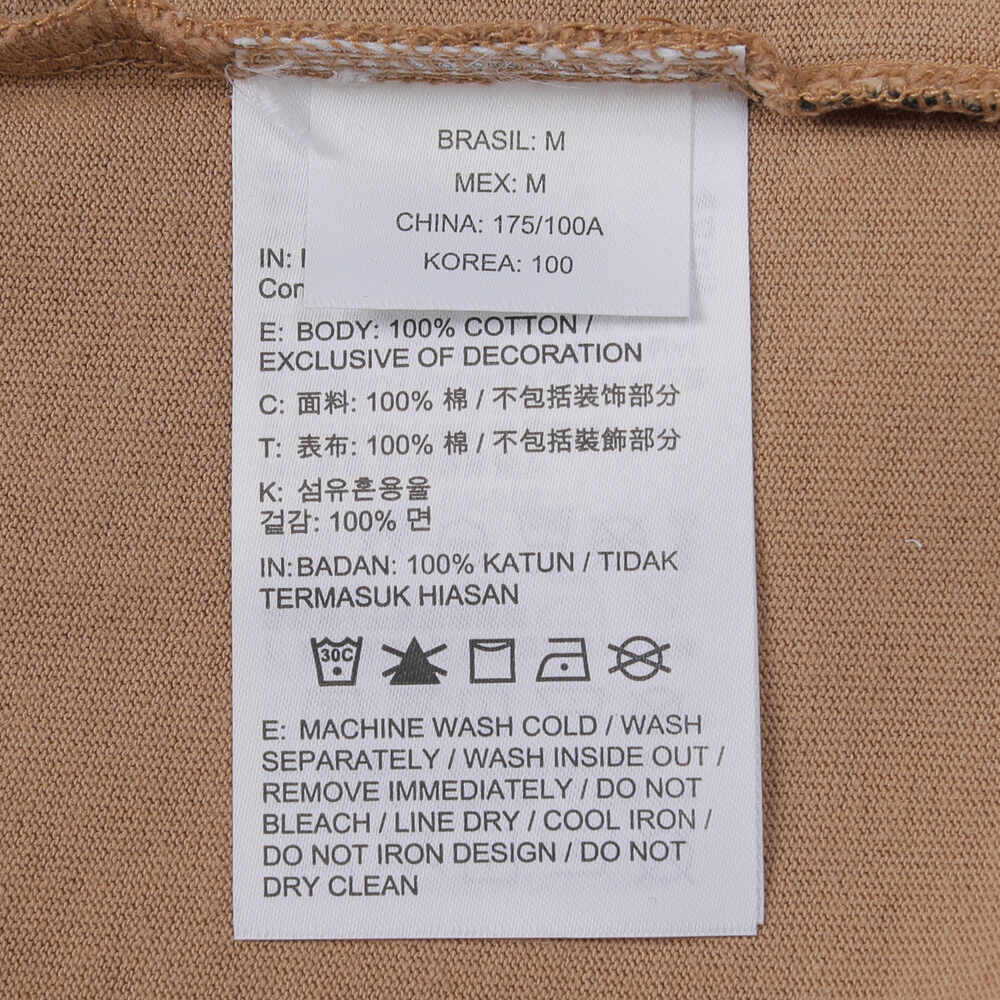 BRASIL: M
MEX: M
CHINA: 175/100A
KOREA: 100
IN:
E: BODY: 100% COTTON /
EXCLUSIVE OF DECORATION
C: 面料: 100% 棉 / 不包括装饰部分
T: 表布: 100% 棉 / 不包括裝飾部分
K: 섬유혼용율
겉감: 100% 면
IN: BADAN: 100% KATUN / TIDAK
TERMASUK HIASAN
30C
E: MACHINE WASH COLD / WASH
SEPARATELY / WASH INSIDE OUT /
REMOVE IMMEDIATELY / DO NOT
BLEACH / LINE DRY / COOL IRON /
DO NOT IRON DESIGN / DO NOT
DRY CLEAN